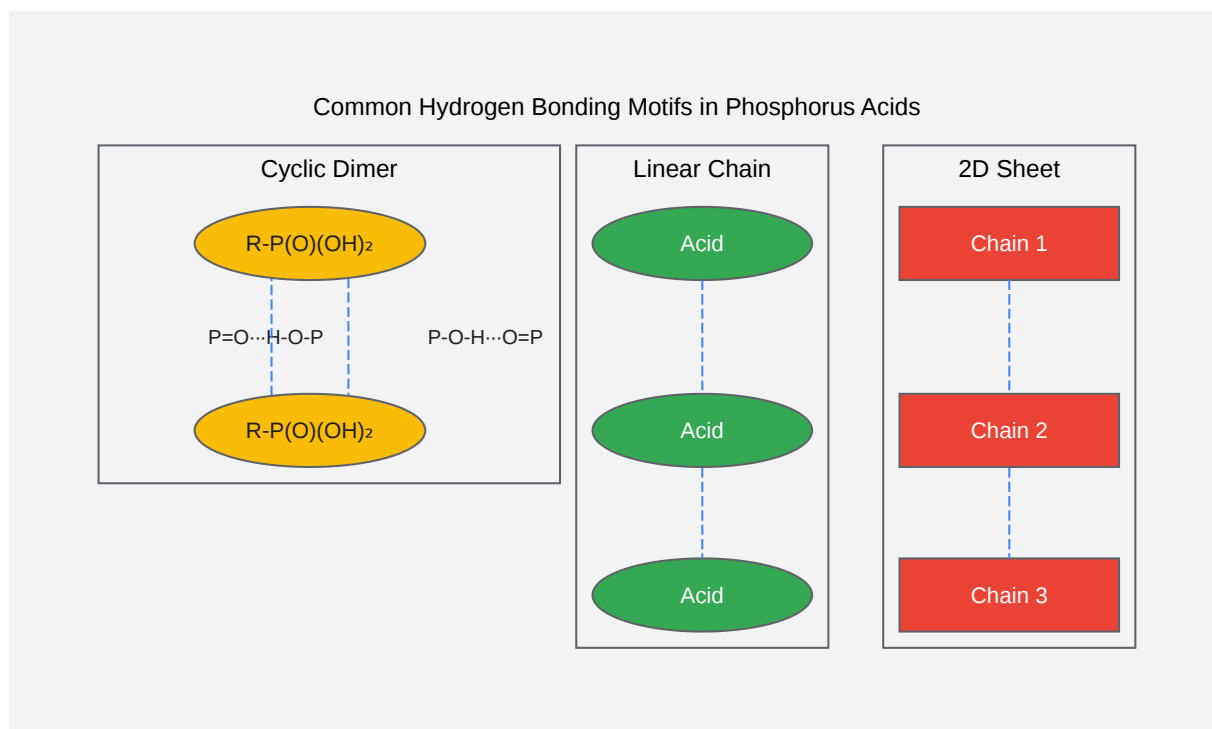 Common Hydrogen Bonding Motifs in Phosphorus Acids
Cyclic Dimer
R-P(O)(OH)₂
P=O···H-O-P
P-O-H···O=P
R-P(O)(OH)₂
Linear Chain
Acid
Acid
Acid
2D Sheet
Chain 1
Chain 2
Chain 3